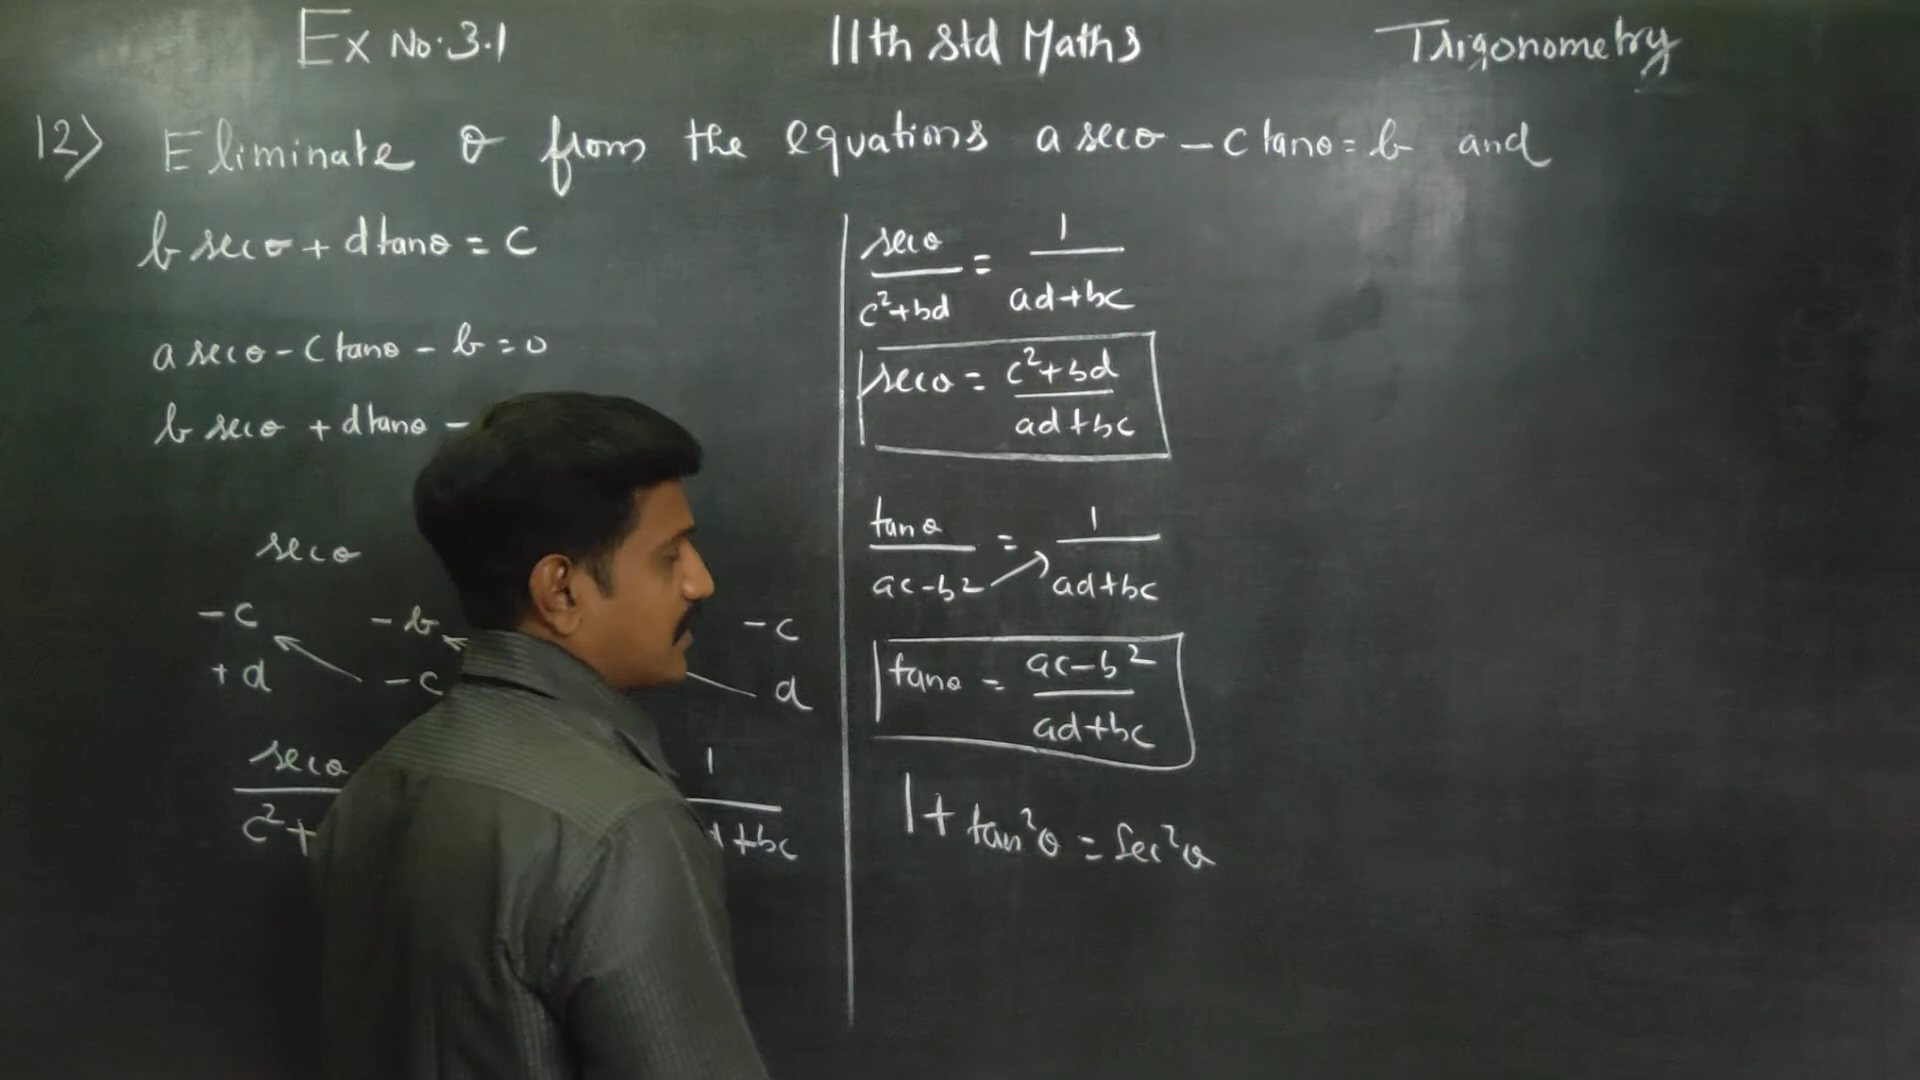 Ex No: 3.1 11th Std Maths Trigonometry
12) Eliminate θ from the equations a secθ - c tanθ = b and
b secθ + d tanθ = c
a secθ - c tanθ - b = 0
b secθ + d tanθ -
secθ
-c -b -c
+d -c d
secθ 1
c²+ +bc
secθ/c²+bd = 1/ad+bc
secθ = c²+bd/ad+bc
tanθ/ac-b² = 1/ad+bc
tanθ = ac-b²/ad+bc
1 + tan²θ = Sec²θ